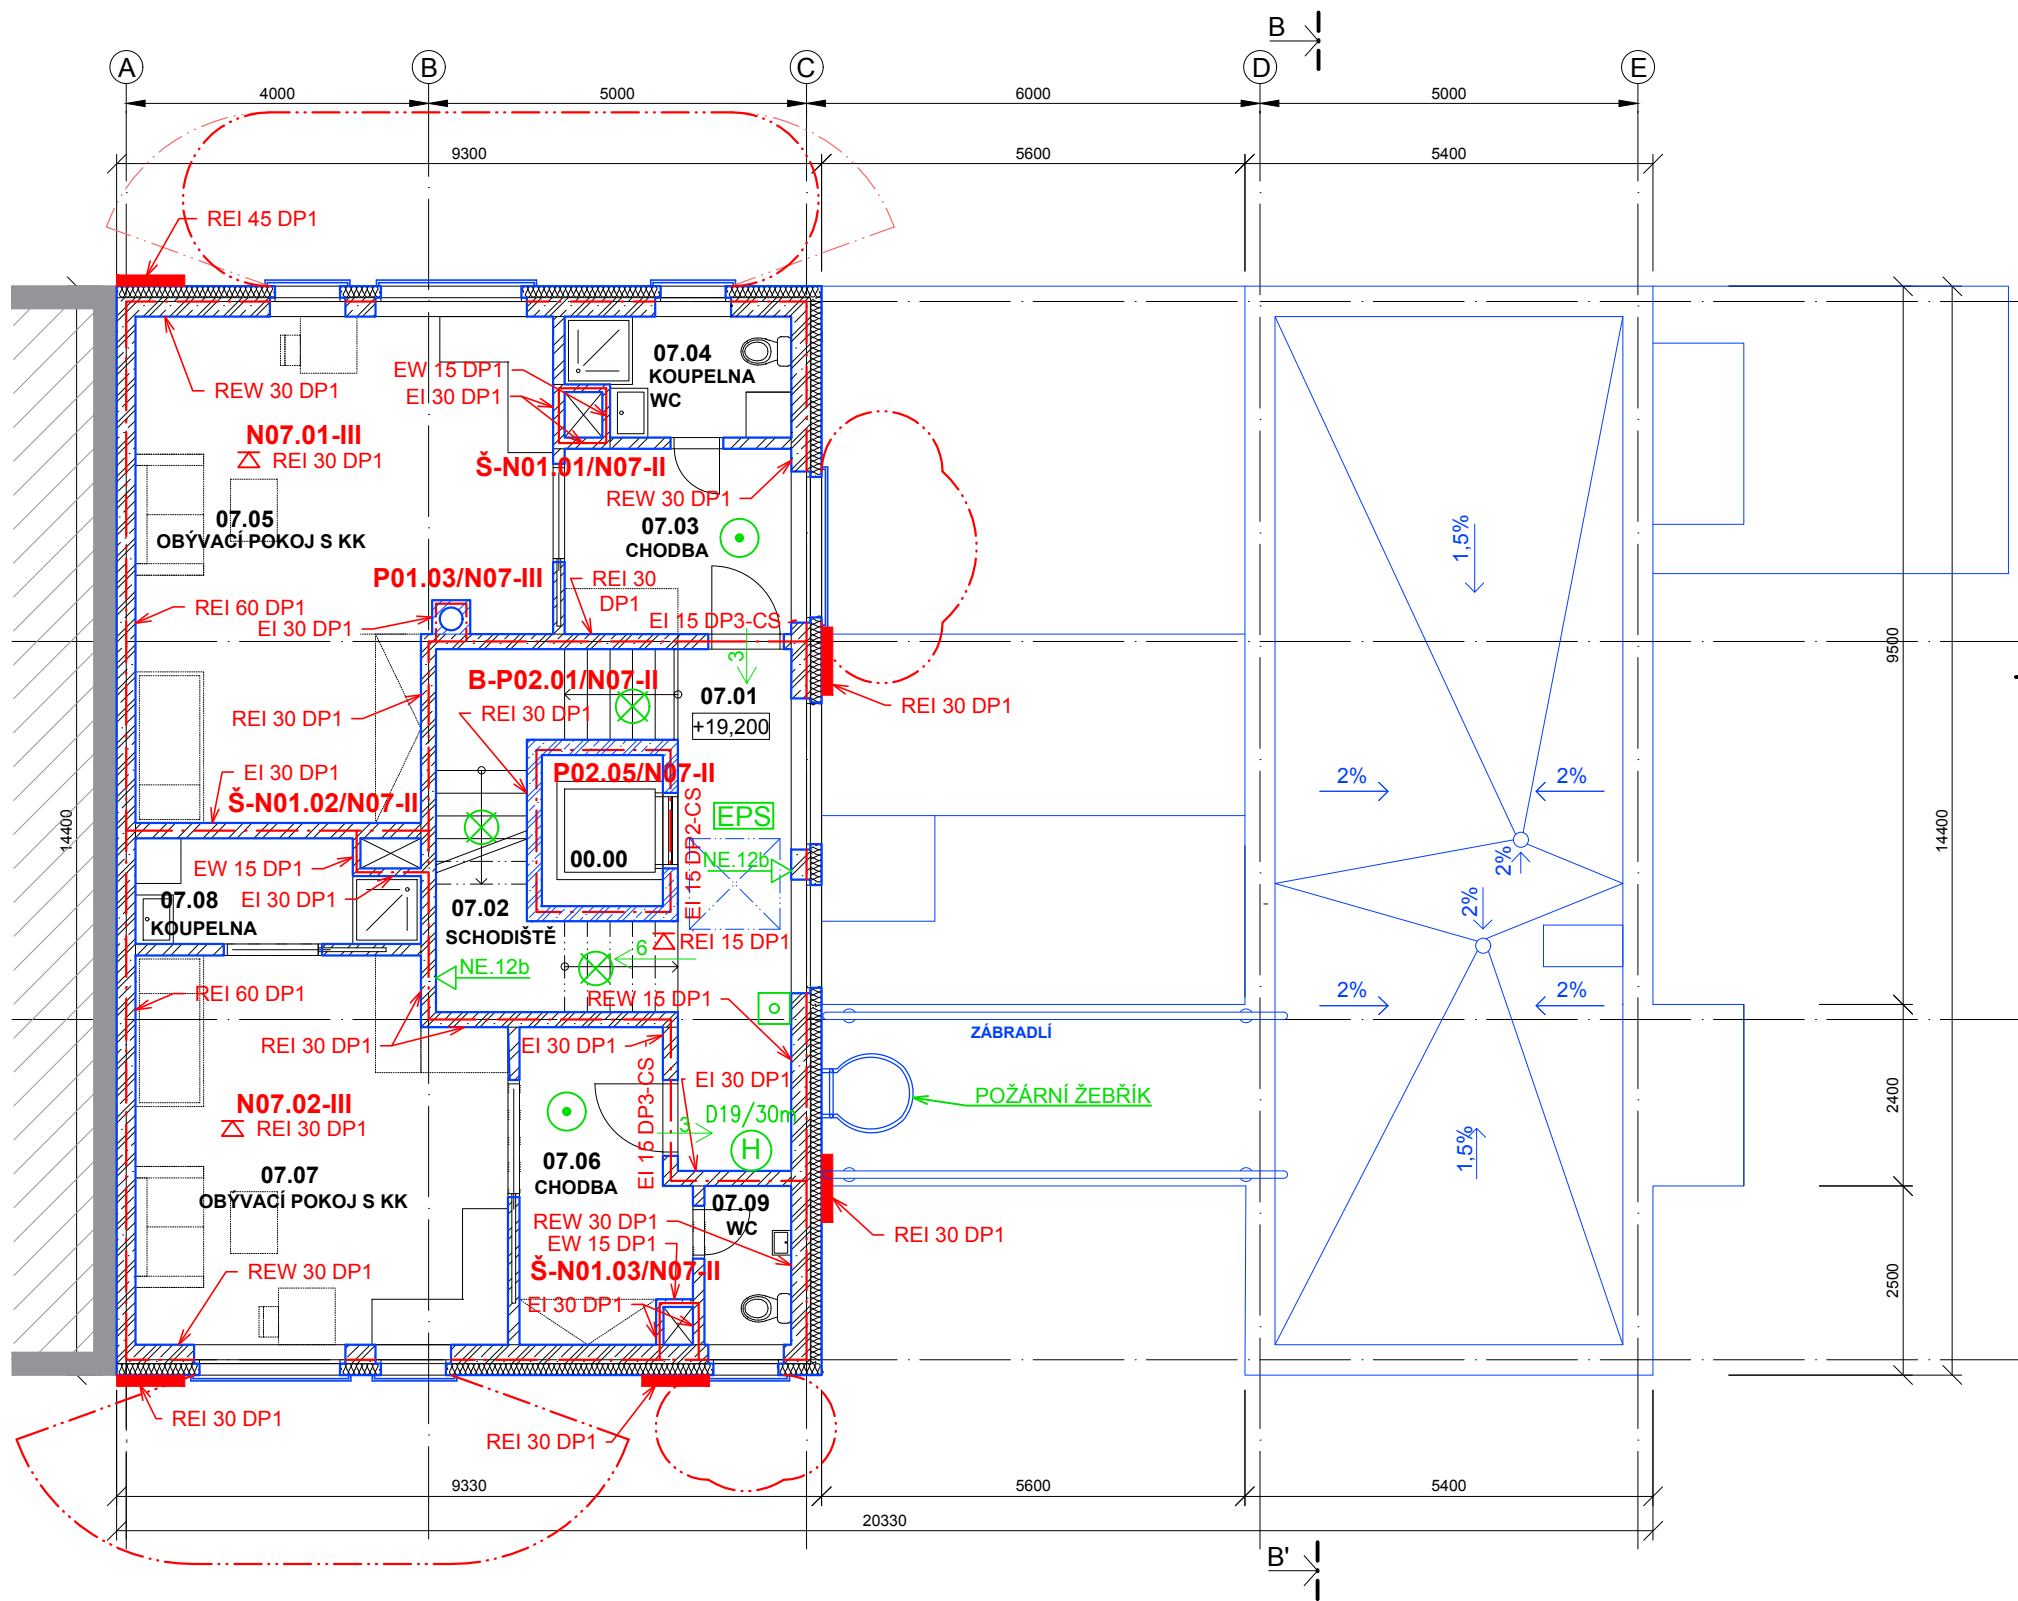 B
A
B
C
D
E
4000
5000
6000
5000
9300
5600
5400
REI 45 DP1
07.04
KOUPELNA
WC
EW 15 DP1
EI 30 DP1
REW 30 DP1
N07.01-III
REI 30 DP1
Š-N01.01/N07-II
REW 30 DP1
07.05
OBÝVACÍ POKOJ S KK
07.03
CHODBA
1,5%
P01.03/N07-III
REI 30
DP1
REI 60 DP1
EI 30 DP1
EI 15 DP3-CS
3
B-P02.01/N07-II
07.01
+19,200
REI 30 DP1
REI 30 DP1
REI 30 DP1
9500
EI 30 DP1
Š-N01.02/N07-II
P02.05/N07-II
EI 15 DP2-CS
EPS
2%
2%
14400
14400
00.00
NE.12b
EW 15 DP1
EI 30 DP1
2%
2%
07.08
KOUPELNA
07.02
SCHODIŠTĚ
REI 15 DP1
6
NE.12b
REI 60 DP1
REW 15 DP1
2%
2%
ZÁBRADLÍ
REI 30 DP1
EI 30 DP1
EI 15 DP3-CS
EI 30 DP1
POŽÁRNÍ ŽEBŘÍK
2400
N07.02-III
REI 30 DP1
D19/30m
3
H
1,5%
07.06
CHODBA
07.07
OBÝVACÍ POKOJ S KK
07.09
WC
REW 30 DP1
EW 15 DP1
REI 30 DP1
Š-N01.03/N07-II
REW 30 DP1
EI 30 DP1
2500
REI 30 DP1
REI 30 DP1
9330
5600
5400
20330
B'